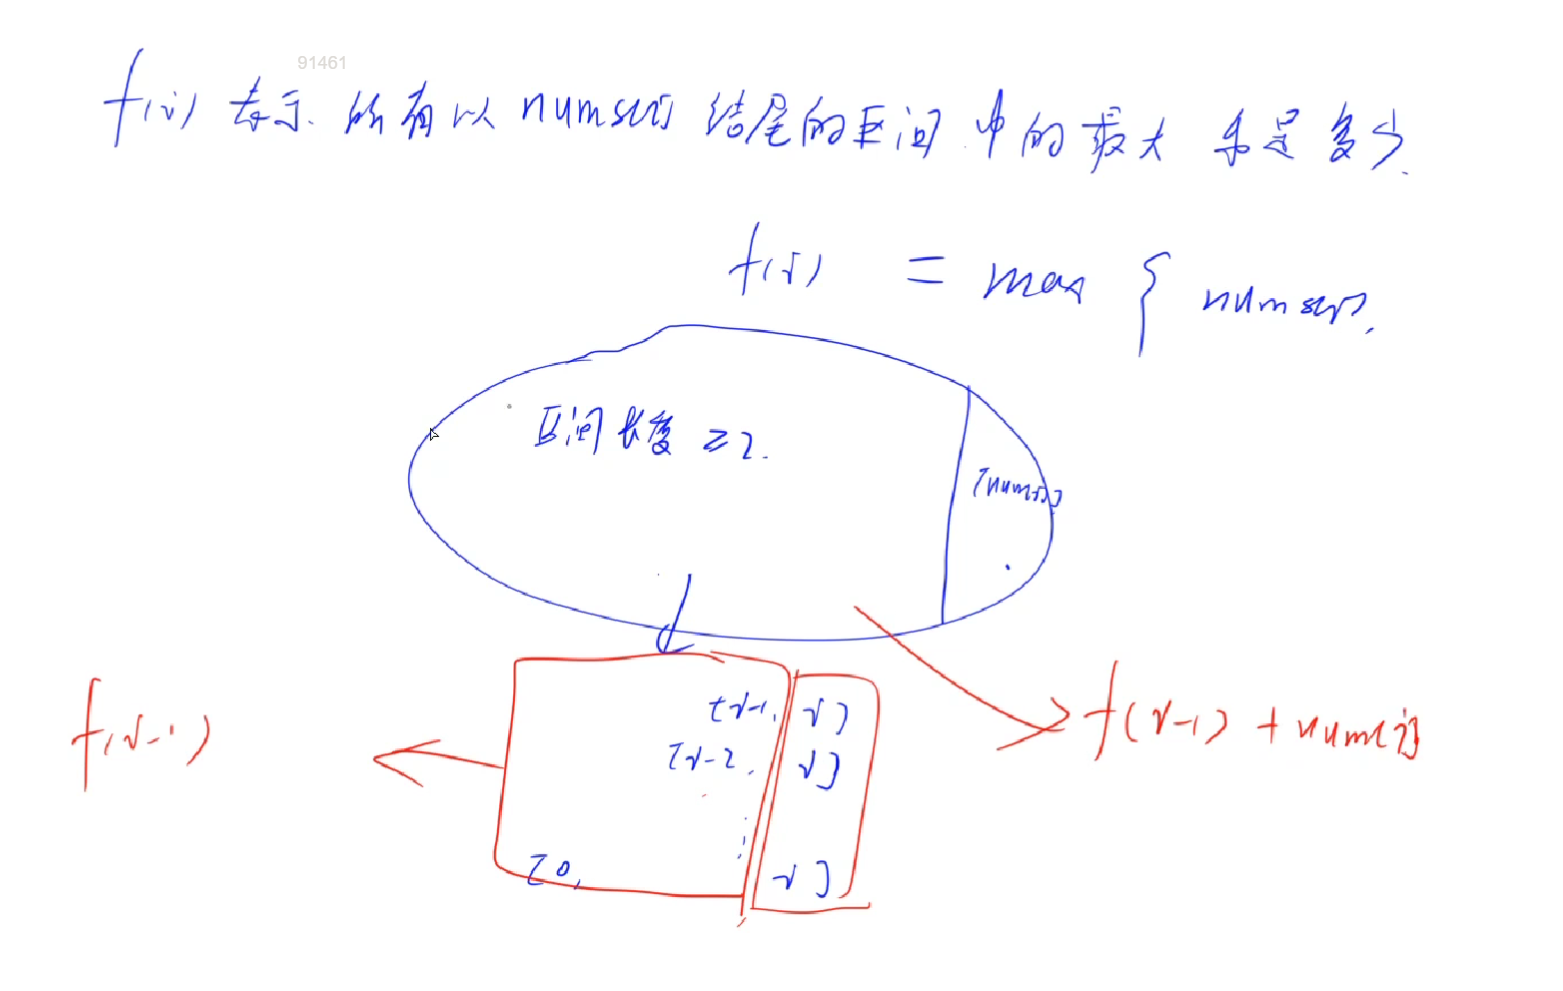 91461
f(i) 表示 所有以 nums[i] 结尾的区间 中的最大 和是多少.
f(i) = max { nums[i],
区间长度 ≥2.
[nums[i]]
[i-1, i]
f(i-1)
f(i-1) + nums[i]
[i-2, i]
⋮
[0, i]